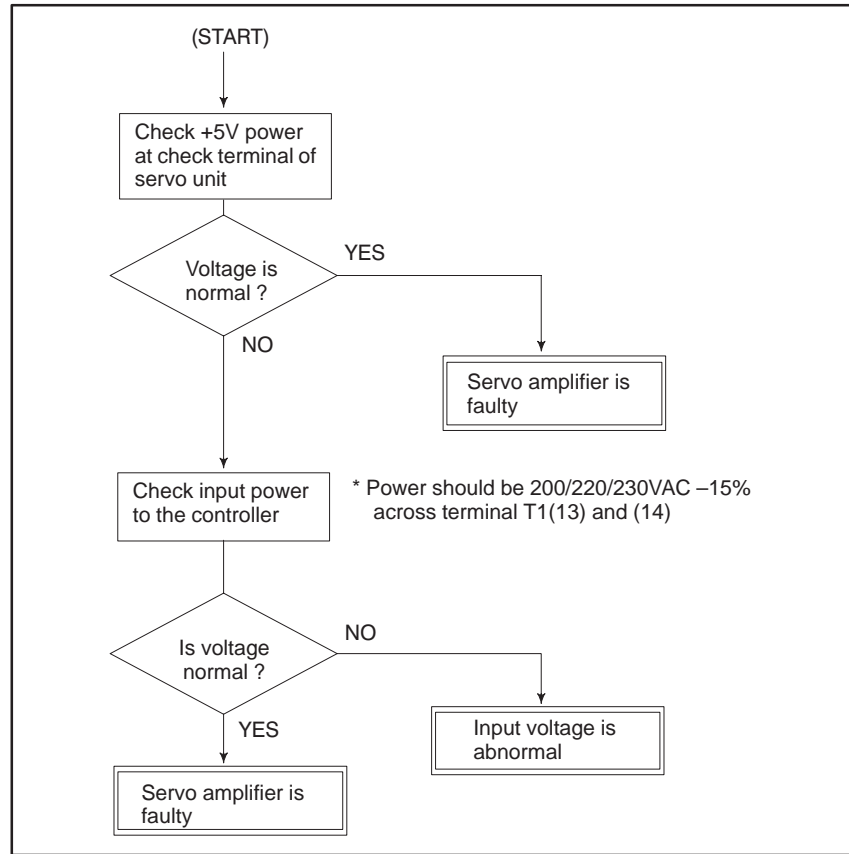 (START)
Check +5V power
at check terminal of
servo unit
Voltage is
normal ?
YES
NO
Servo amplifier is
faulty
Check input power
to the controller
* Power should be 200/220/230VAC –15%
across terminal T1(13) and (14)
Is voltage
normal ?
NO
YES
Input voltage is
abnormal
Servo amplifier is
faulty